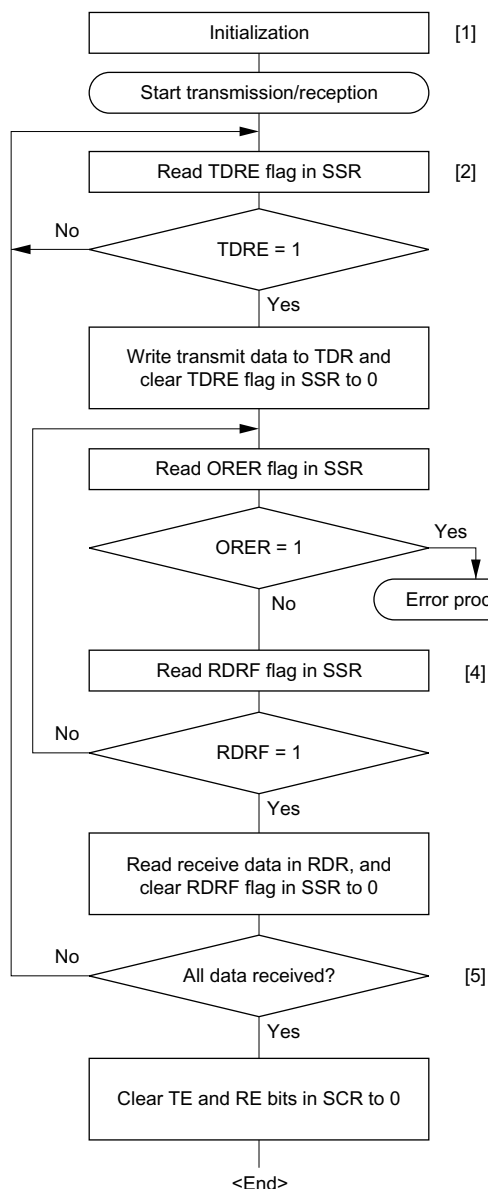 Initialization
[1]
Start transmission/reception
Read TDRE flag in SSR
[2]
No
TDRE = 1
Yes
Write transmit data to TDR and
clear TDRE flag in SSR to 0
Read ORER flag in SSR
Yes
ORER = 1
No
Error proc
Read RDRF flag in SSR
[4]
No
RDRF = 1
Yes
Read receive data in RDR, and
clear RDRF flag in SSR to 0
No
All data received?
[5]
Yes
Clear TE and RE bits in SCR to 0
<End>